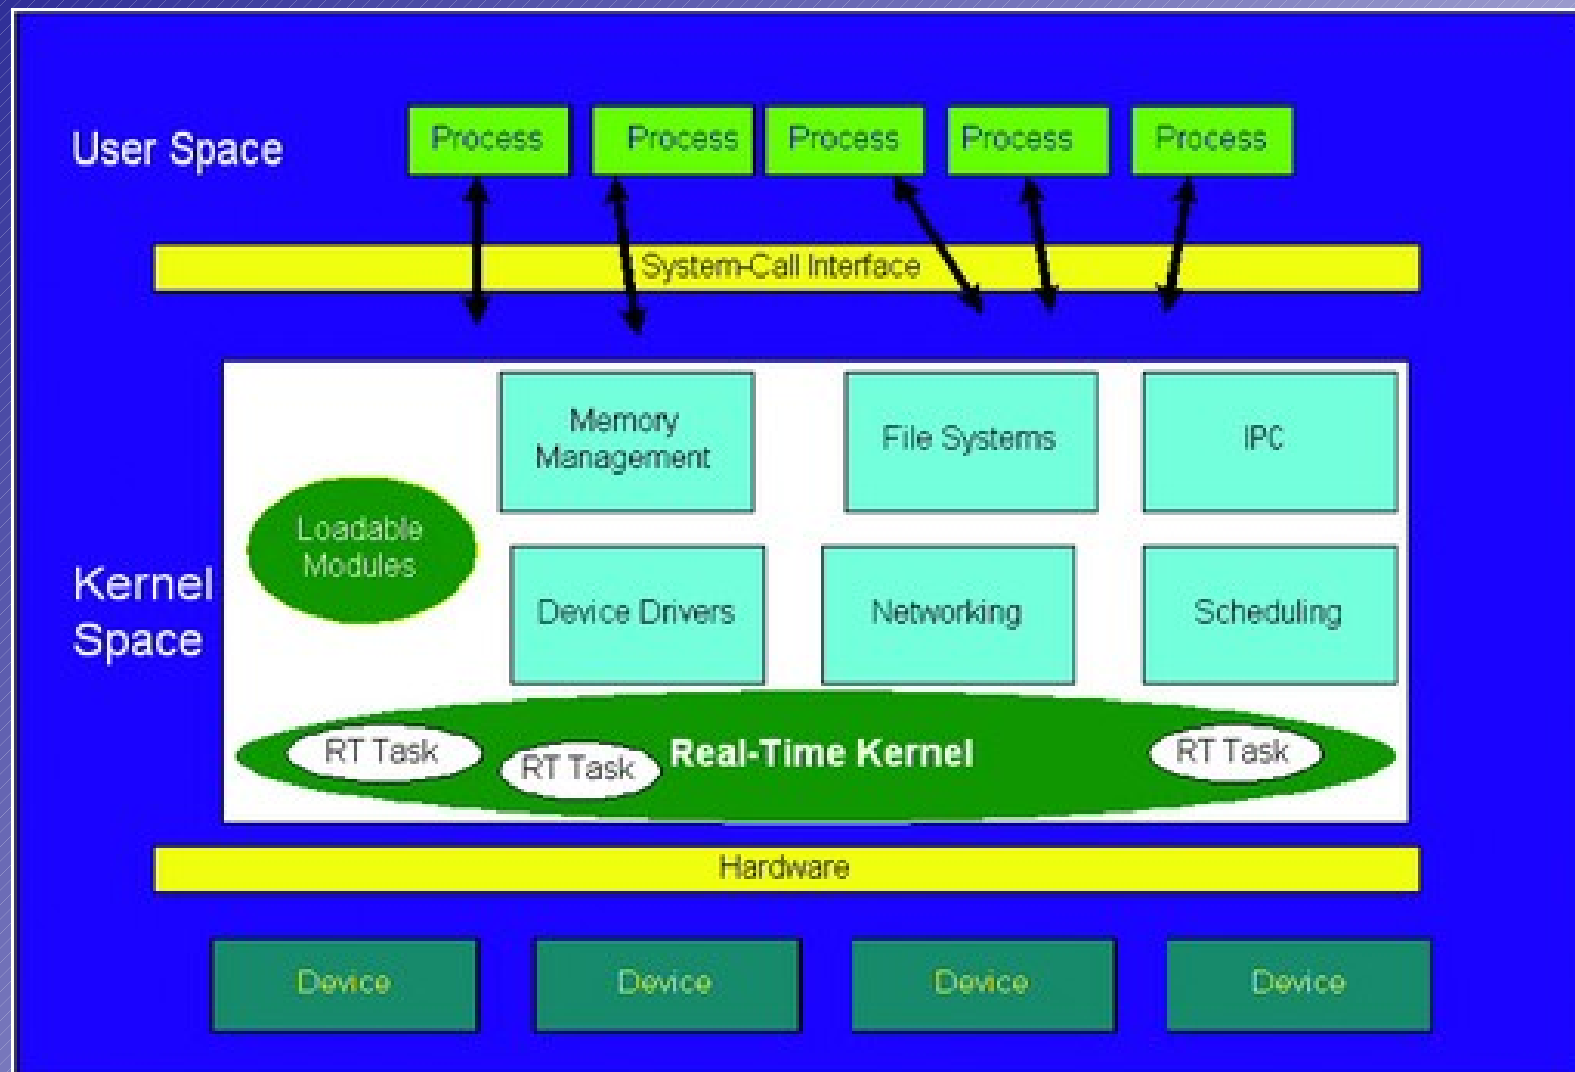 User Space
Process
Process
Process
Process
Process
System-Call Interface
Kernel
Space
Loadable
Modules
Memory
Management
File Systems
IPC
Device Drivers
Networking
Scheduling
RT Task
RT Task
Real-Time Kernel
RT Task
Hardware
Device
Device
Device
Device